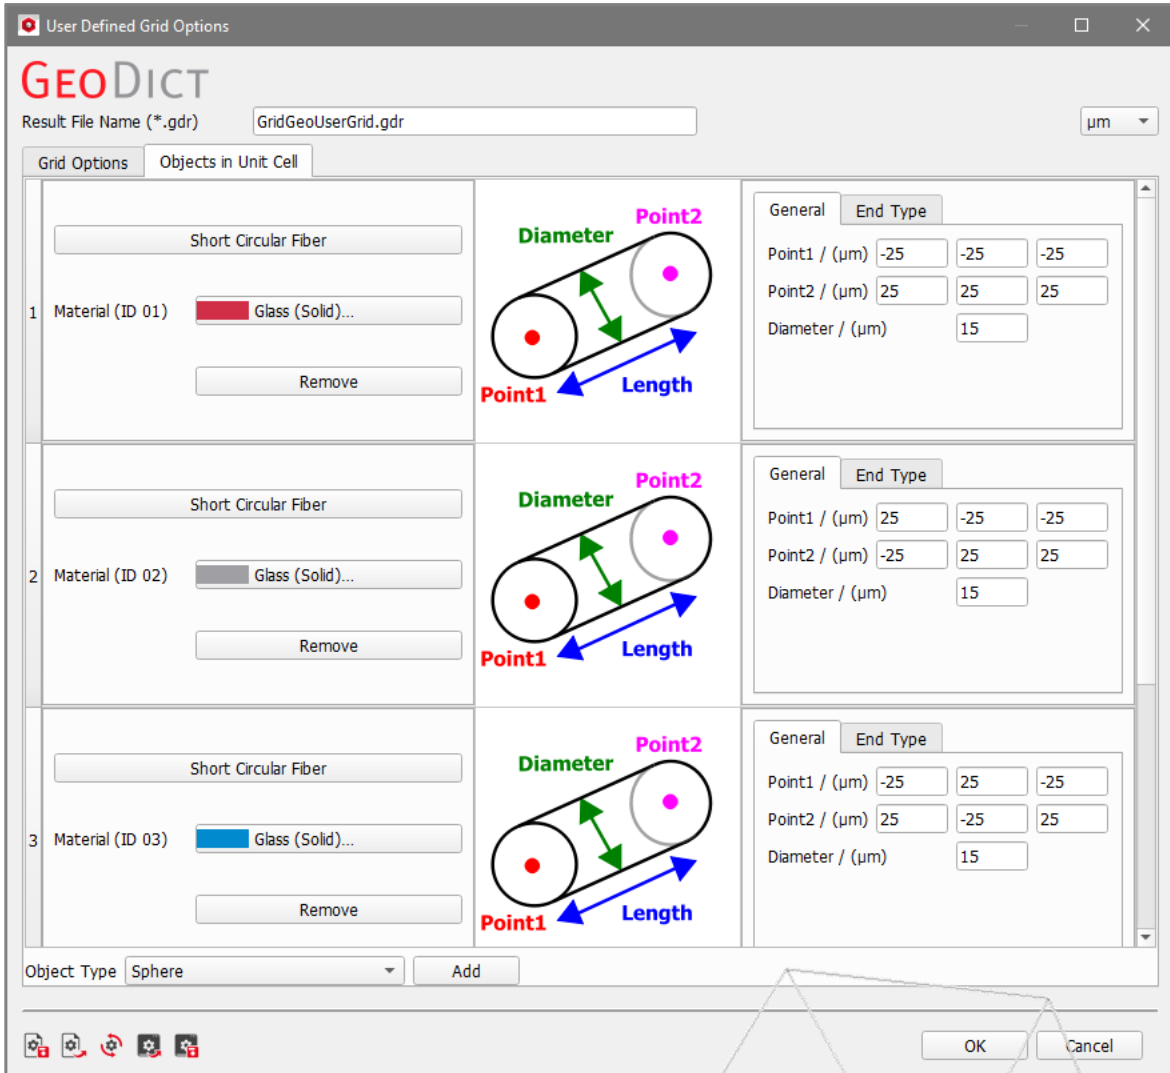 User Defined Grid Options
GEODICT
Result File Name (*.gdr) GridGeoUserGrid.gdr µm
Grid Options Objects in Unit Cell
1
Short Circular Fiber
Material (ID 01) Glass (Solid)...
Remove
Diameter
Point2
Point1
Length
General End Type
Point1 / (µm) -25 -25 -25
Point2 / (µm) 25 25 25
Diameter / (µm) 15
2
Short Circular Fiber
Material (ID 02) Glass (Solid)...
Remove
Diameter
Point2
Point1
Length
General End Type
Point1 / (µm) 25 -25 -25
Point2 / (µm) -25 25 25
Diameter / (µm) 15
3
Short Circular Fiber
Material (ID 03) Glass (Solid)...
Remove
Diameter
Point2
Point1
Length
General End Type
Point1 / (µm) -25 25 -25
Point2 / (µm) 25 -25 25
Diameter / (µm) 15
Object Type Sphere Add
OK Cancel